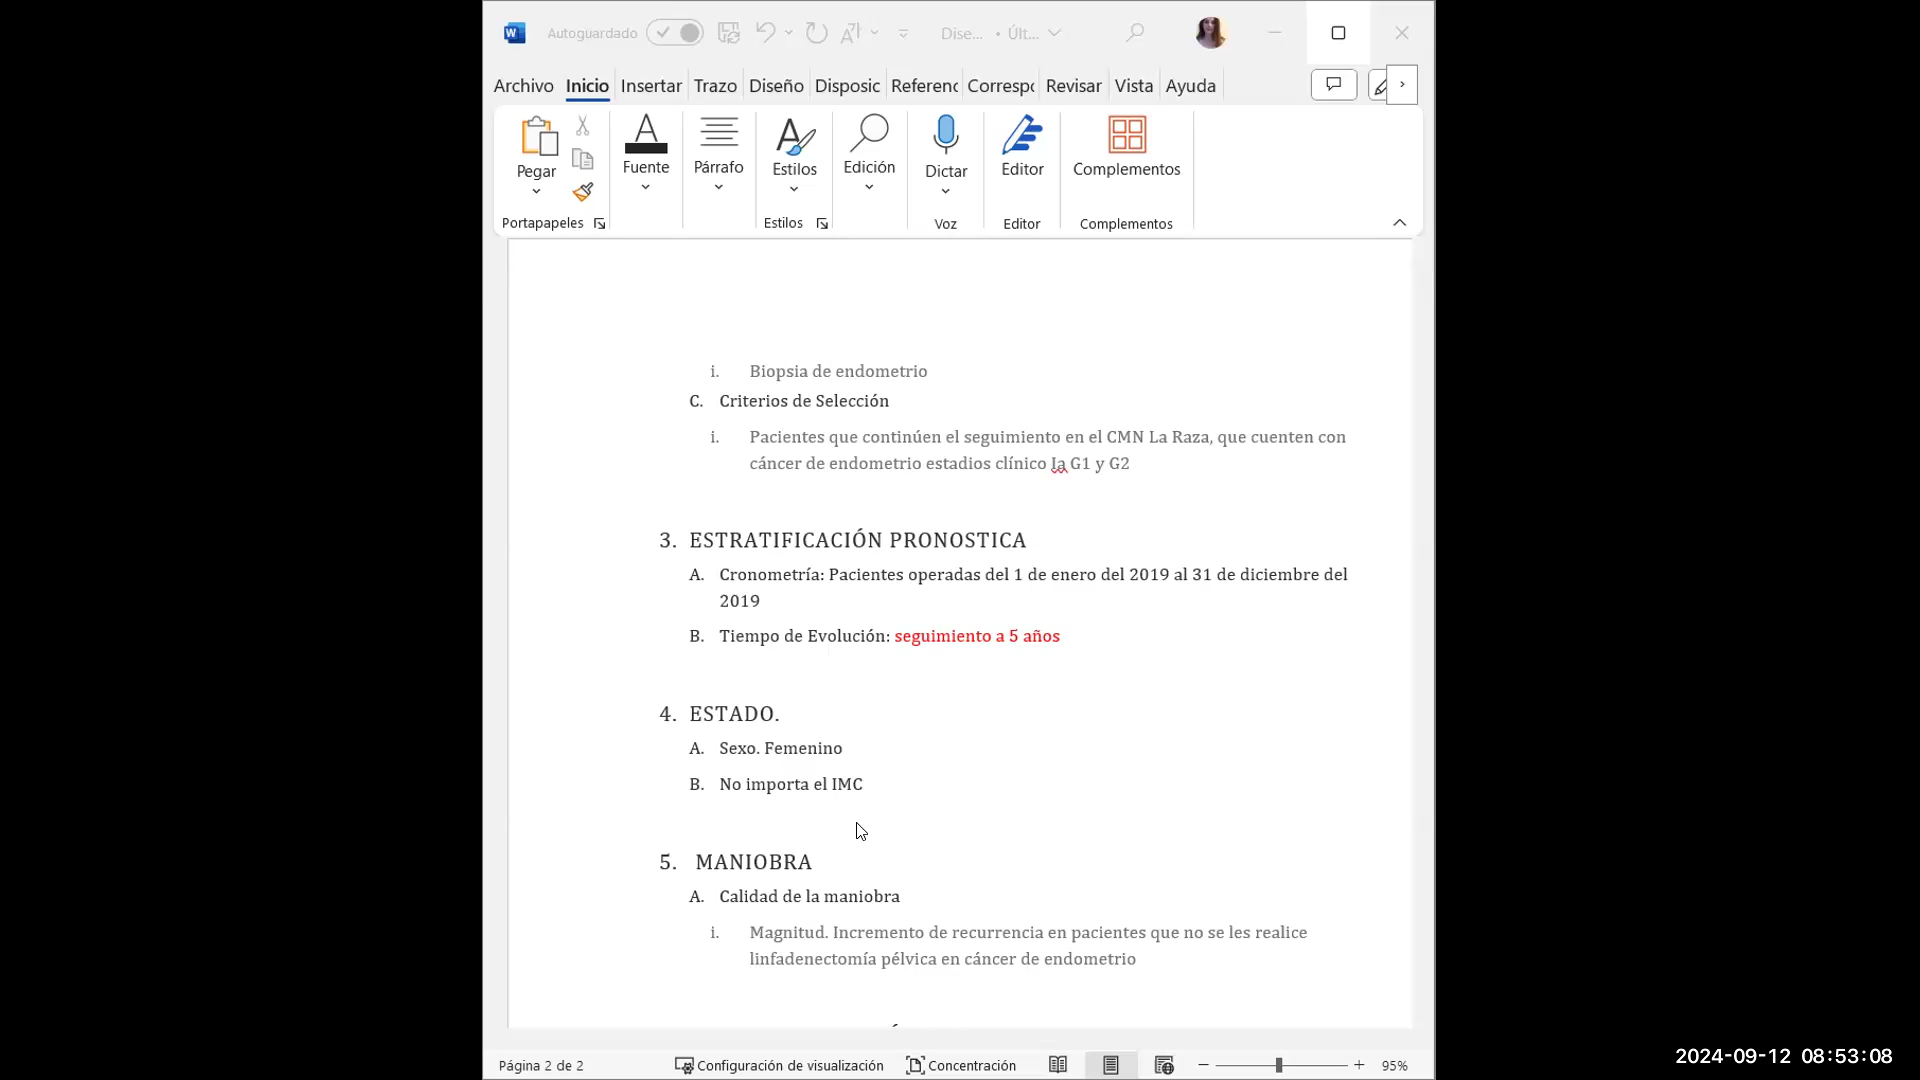 Autoguardado
Dise... • Últ...
Archivo Inicio Insertar Trazo Diseño Disposic Referenc Correspo Revisar Vista Ayuda
Pegar Fuente Párrafo Estilos Edición Dictar Editor Complementos
Portapapeles Estilos Voz Editor Complementos
i. Biopsia de endometrio
C. Criterios de Selección
i. Pacientes que continúen el seguimiento en el CMN La Raza, que cuenten con
cáncer de endometrio estadios clínico Ia G1 y G2
3. ESTRATIFICACIÓN PRONOSTICA
A. Cronometría: Pacientes operadas del 1 de enero del 2019 al 31 de diciembre del
2019
B. Tiempo de Evolución: seguimiento a 5 años
4. ESTADO.
A. Sexo. Femenino
B. No importa el IMC
5. MANIOBRA
A. Calidad de la maniobra
i. Magnitud. Incremento de recurrencia en pacientes que no se les realice
linfadenectomía pélvica en cáncer de endometrio
Página 2 de 2 Configuración de visualización Concentración 95%
2024-09-12 08:53:08